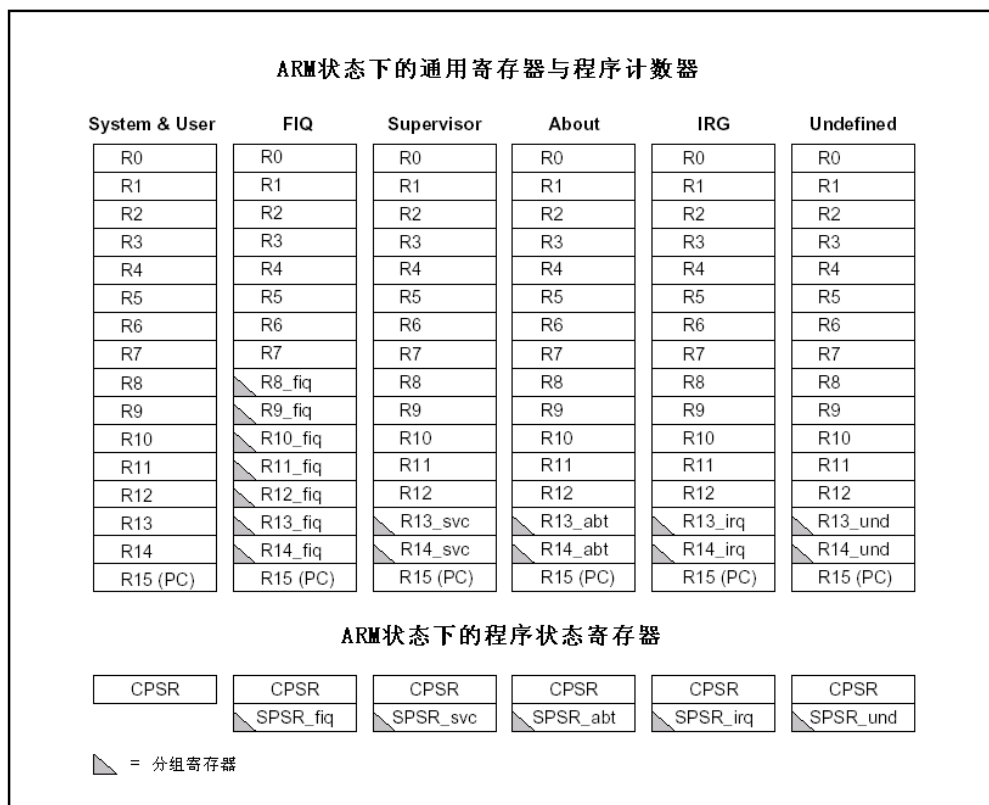 ARM状态下的通用寄存器与程序计数器
System & User FIQ Supervisor About IRG Undefined
R0 R0 R0 R0 R0 R0
R1 R1 R1 R1 R1 R1
R2 R2 R2 R2 R2 R2
R3 R3 R3 R3 R3 R3
R4 R4 R4 R4 R4 R4
R5 R5 R5 R5 R5 R5
R6 R6 R6 R6 R6 R6
R7 R7 R7 R7 R7 R7
R8 R8_fiq R8 R8 R8 R8
R9 R9_fiq R9 R9 R9 R9
R10 R10_fiq R10 R10 R10 R10
R11 R11_fiq R11 R11 R11 R11
R12 R12_fiq R12 R12 R12 R12
R13 R13_fiq R13_svc R13_abt R13_irq R13_und
R14 R14_fiq R14_svc R14_abt R14_irq R14_und
R15 (PC) R15 (PC) R15 (PC) R15 (PC) R15 (PC) R15 (PC)
ARM状态下的程序状态寄存器
CPSR CPSR CPSR CPSR CPSR CPSR
SPSR_fiq SPSR_svc SPSR_abt SPSR_irq SPSR_und
= 分组寄存器